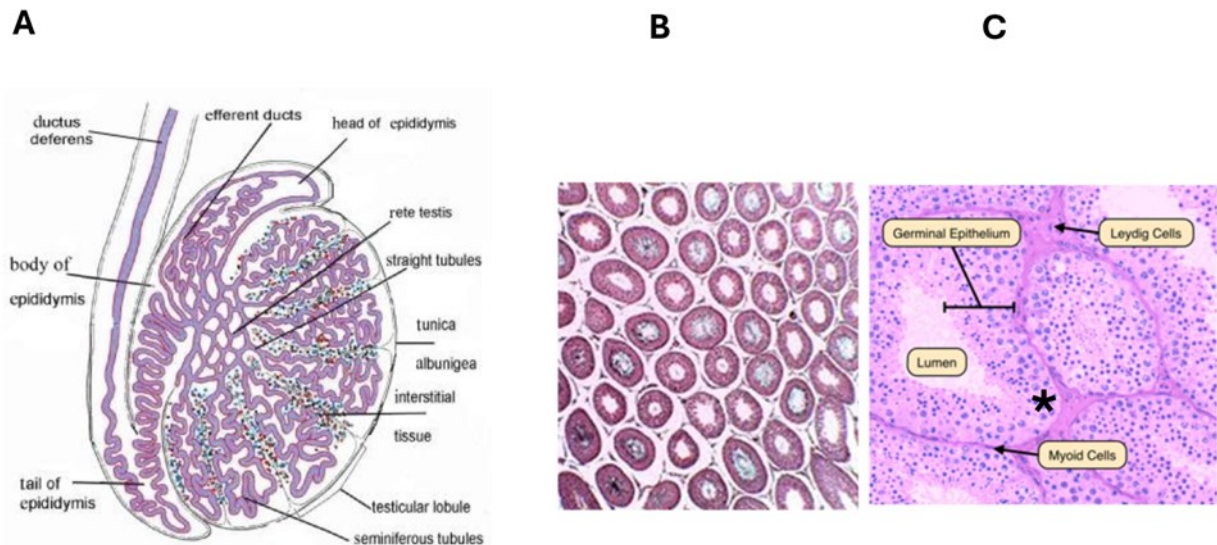 A
B
C
ductus
deferens
efferent ducts
head of epididymis
rete testis
straight tubules
body of
epididymis
tunica
albunigea
interstitial
tissue
tail of
epididymis
testicular lobule
seminiferous tubules
Germinal Epithelium
Leydig Cells
Lumen
*
Myoid Cells